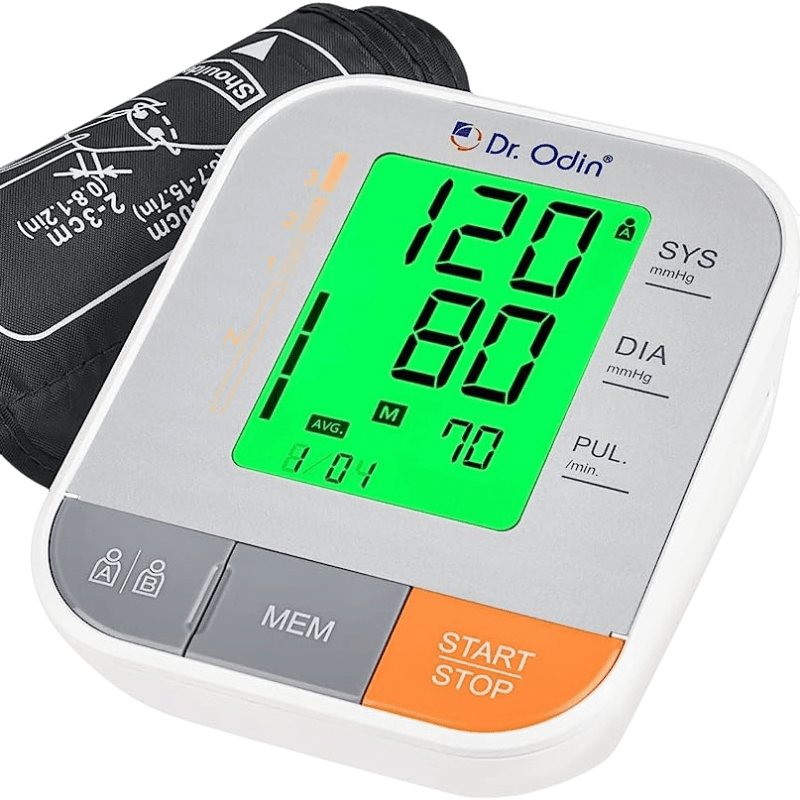 Shoulder
2-3cm
(0.8-1.2in)
Dr. Odin®
120
A
SYS
mmHg
80
DIA
mmHg
AVG.
M
70
PUL.
/min.
1/04
A|B
MEM
START
STOP